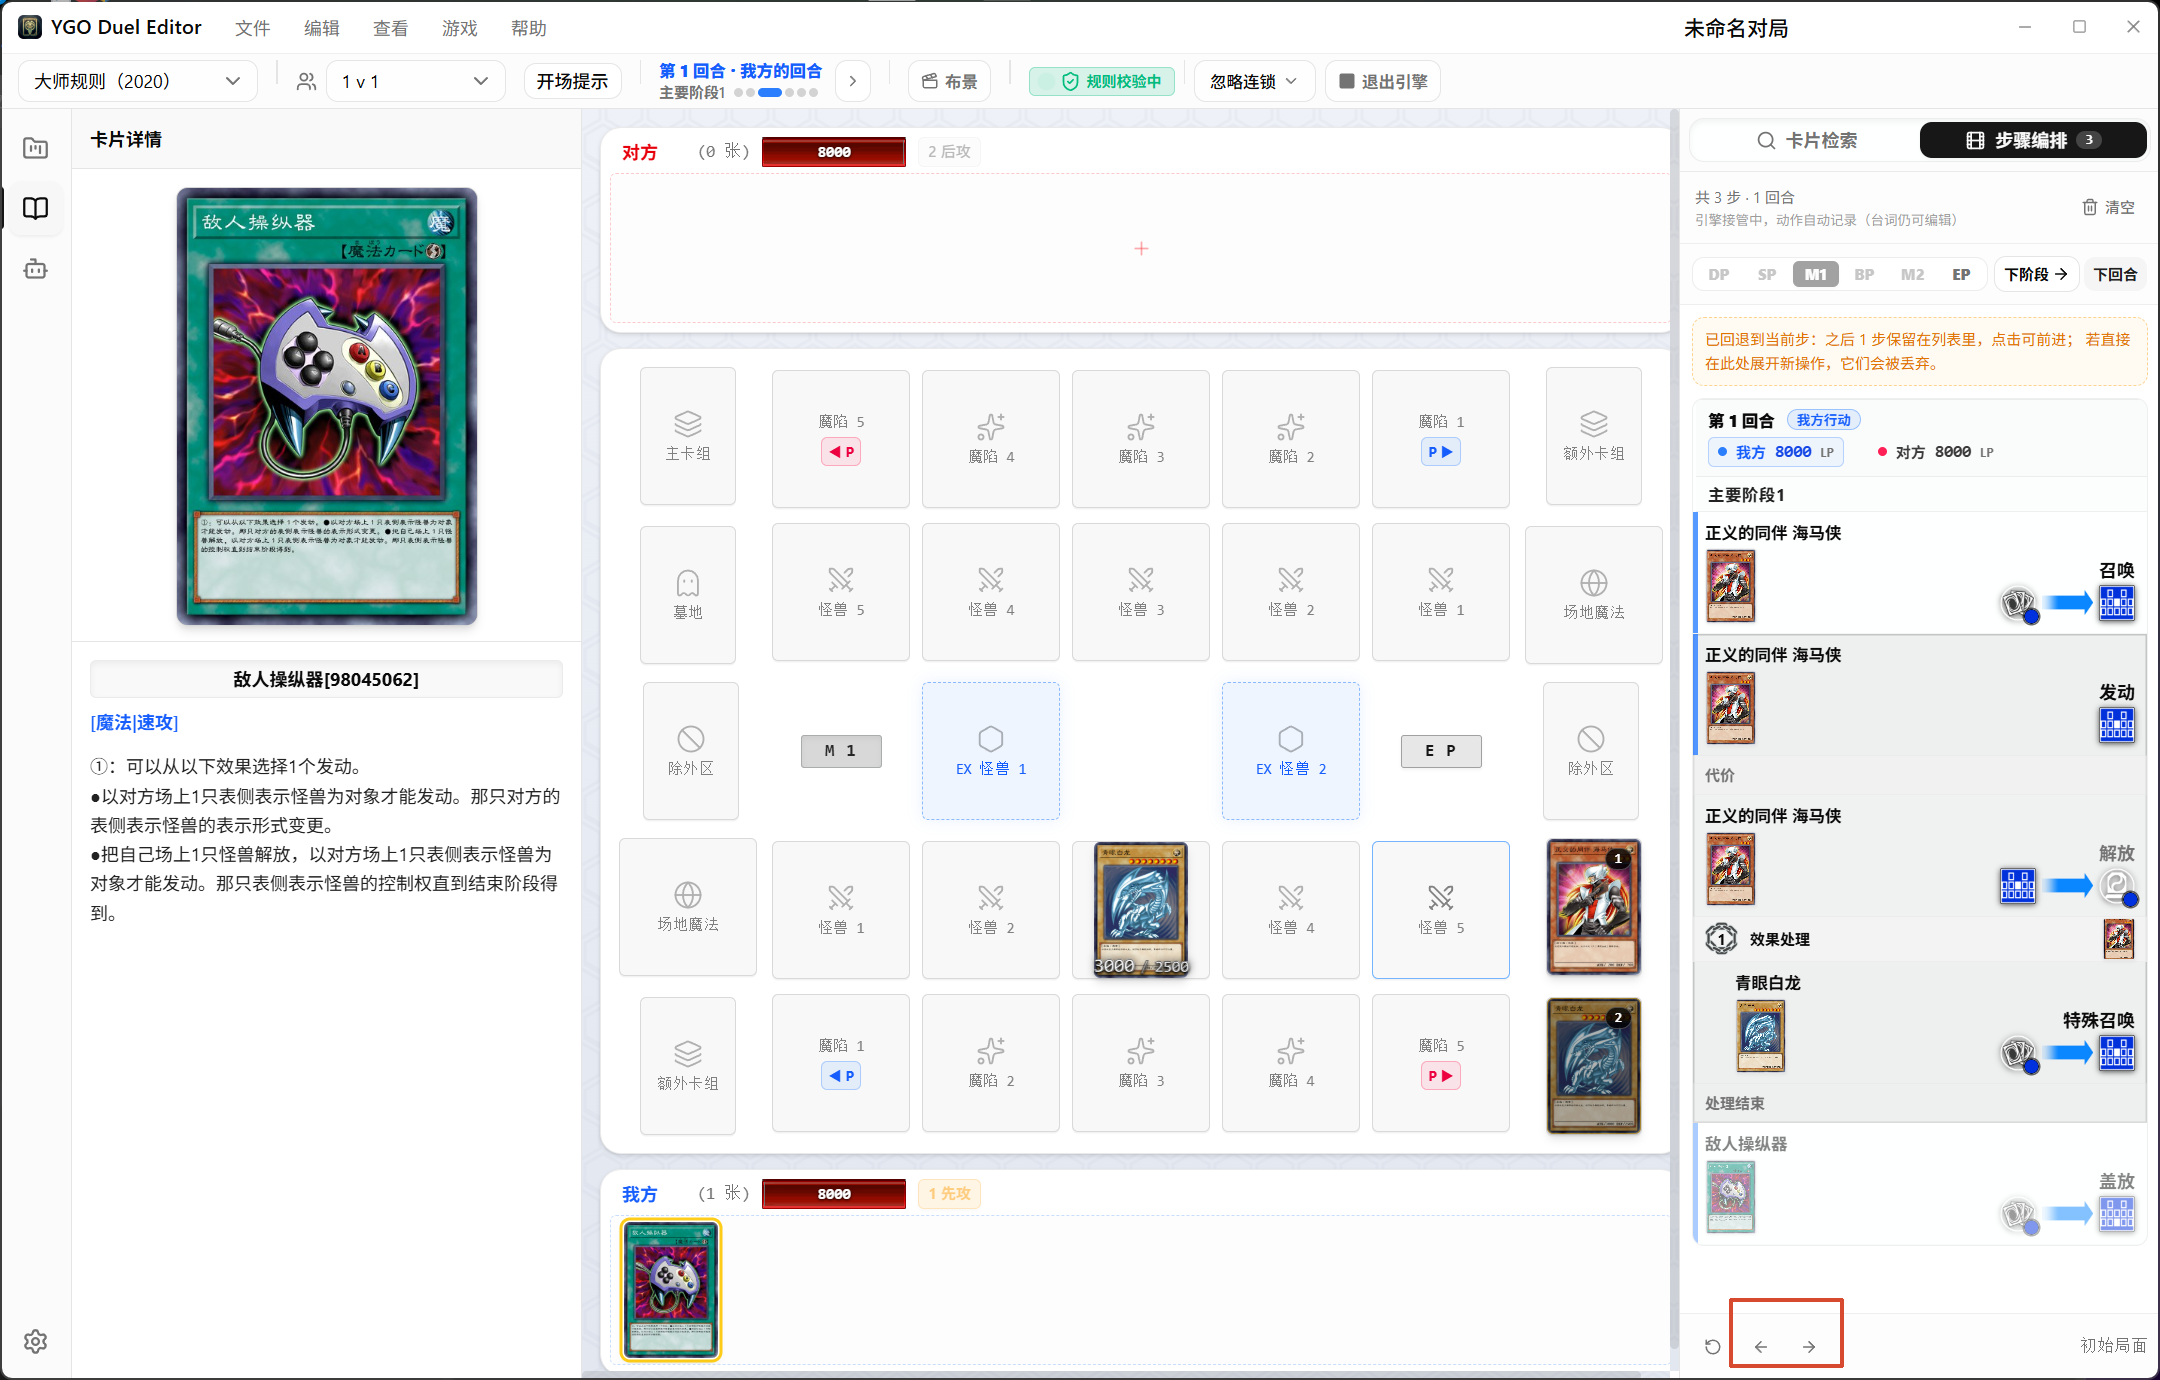 YGO Duel Editor 文件 编辑 查看 游戏 帮助 未命名对局
大师规则（2020） 1 v 1 开场提示 第 1 回合 · 我方的回合 布景 规则校验中 忽略连锁 退出引擎
主要阶段1
卡片详情
敌人操纵器 魔
【魔法カード】
敌人操纵器[98045062]
[魔法|速攻]
①：可以从以下效果选择1个发动。
●以对方场上1只表侧表示怪兽为对象才能发动。那只对方的
表侧表示怪兽的表示形式变更。
●把自己场上1只怪兽解放，以对方场上1只表侧表示怪兽为
对象才能发动。那只表侧表示怪兽的控制权直到结束阶段得
到。
对方 (0 张) 8000 2 后攻
主卡组 魔陷 5 魔陷 4 魔陷 3 魔陷 2 魔陷 1 额外卡组
P P
墓地 怪兽 5 怪兽 4 怪兽 3 怪兽 2 怪兽 1 场地魔法
除外区 M 1 EX 怪兽 1 EX 怪兽 2 E P 除外区
场地魔法 怪兽 1 怪兽 2 3000 / 2500 怪兽 4 怪兽 5 1
额外卡组 魔陷 1 魔陷 2 魔陷 3 魔陷 4 魔陷 5 2
P P
我方 (1 张) 8000 1 先攻
敌人操纵器
卡片检索 步骤编排 3
共 3 步 · 1 回合
引擎接管中，动作自动记录（台词仍可编辑） 清空
DP SP M1 BP M2 EP 下阶段 → 下回合
已回退到当前步：之后 1 步保留在列表里，点击可前进； 若直接
在此处展开新操作，它们会被丢弃。
第 1 回合 我方行动
我方 8000 LP 对方 8000 LP
主要阶段1
正义的同伴 海马侠
召唤
正义的同伴 海马侠
发动
代价
正义的同伴 海马侠
解放
1 效果处理
青眼白龙
特殊召唤
处理结束
敌人操纵器
盖放
初始局面